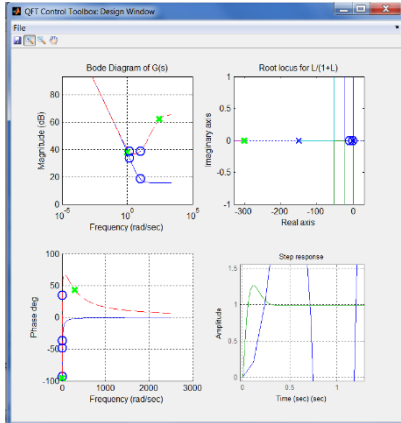 QFT Control Toolbox: Design Window
File
Bode Diagram of G(s)
Magnitude (dB)
80
60
40
20
0
10^-5
10^0
10^5
Frequency (rad/sec)
Root locus for L/(1+L)
Imaginary axis
1
0.5
0
-0.5
-1
-300
-200
-100
0
Real axis
Phase deg
100
50
0
-50
-100
0
1000
2000
3000
Frequency (rad/sec)
Step response
Amplitude
1.5
1
0.5
0
0
0.5
1
Time (sec) (sec)